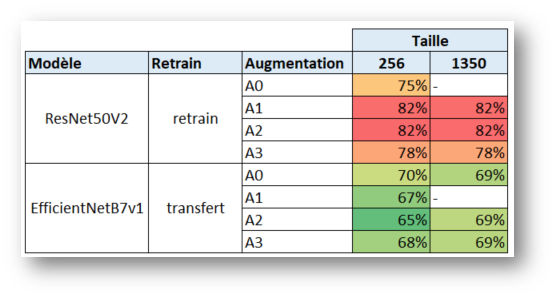 Taille
Modèle Retrain Augmentation 256 1350
A0 75% -
A1 82% 82%
ResNet50V2 retrain
A2 82% 82%
A3 78% 78%
A0 70% 69%
A1 67% -
EfficientNetB7v1 transfert
A2 65% 69%
A3 68% 69%